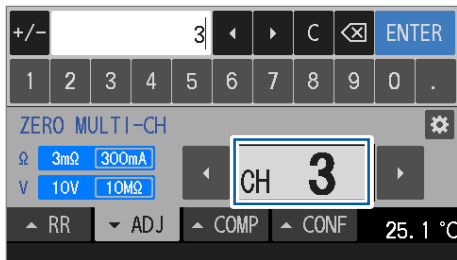 +/- 3 ◂ ▸ C ⌫ ENTER
1 2 3 4 5 6 7 8 9 0 .
ZERO MULTI-CH
Ω 3mΩ 300mA
V 10V 10MΩ
◂ CH 3 ▸
▲ RR ▼ ADJ ▲ COMP ▲ CONF 25.1 °C